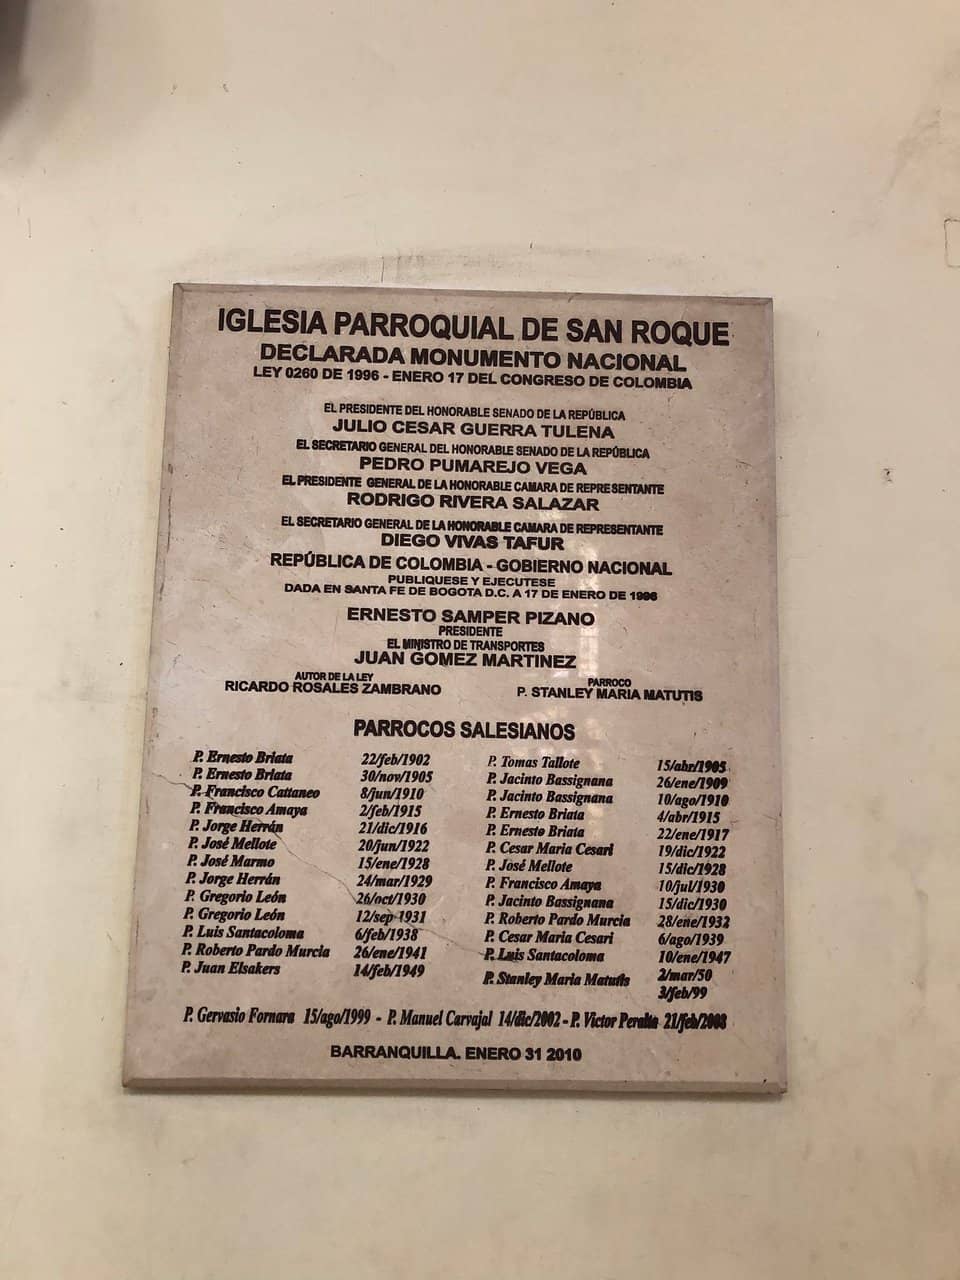 IGLESIA PARROQUIAL DE SAN ROQUE
DECLARADA MONUMENTO NACIONAL
LEY 0260 DE 1996 - ENERO 17 DEL CONGRESO DE COLOMBIA
EL PRESIDENTE DEL HONORABLE SENADO DE LA REPÚBLICA
JULIO CESAR GUERRA TULENA
EL SECRETARIO GENERAL DEL HONORABLE SENADO DE LA REPÚBLICA
PEDRO PUMAREJO VEGA
EL PRESIDENTE GENERAL DE LA HONORABLE CAMARA DE REPRESENTANTE
RODRIGO RIVERA SALAZAR
EL SECRETARIO GENERAL DE LA HONORABLE CAMARA DE REPRESENTANTE
DIEGO VIVAS TAFUR
REPÚBLICA DE COLOMBIA - GOBIERNO NACIONAL
PUBLIQUESE Y EJECUTESE
DADA EN SANTA FE DE BOGOTA D.C. A 17 DE ENERO DE 1996
ERNESTO SAMPER PIZANO
PRESIDENTE
EL MINISTRO DE TRANSPORTES
JUAN GOMEZ MARTINEZ
AUTOR DE LA LEY
RICARDO ROSALES ZAMBRANO
PARROCO
P. STANLEY MARIA MATUTIS
PARROCOS SALESIANOS
P. Ernesto Briata 22/feb/1902
P. Ernesto Briata 30/nov/1905
P. Francisco Cattaneo 8/jun/1910
P. Francisco Amaya 2/feb/1915
P. Jorge Herrán 21/dic/1916
P. José Mellote 20/jun/1922
P. José Marmo 15/ene/1928
P. Jorge Herrán 24/mar/1929
P. Gregorio León 26/oct/1930
P. Gregorio León 12/sep/1931
P. Luis Santacoloma 6/feb/1938
P. Roberto Pardo Murcia 26/ene/1941
P. Juan Elsakers 14/feb/1949
P. Tomas Tallote 15/abr/1905
P. Jacinto Bassignana 26/ene/1909
P. Jacinto Bassignana 10/ago/1910
P. Ernesto Briata 4/abr/1915
P. Ernesto Briata 22/ene/1917
P. Cesar Maria Cesari 19/dic/1922
P. José Mellote 15/dic/1928
P. Francisco Amaya 10/jul/1930
P. Jacinto Bassignana 15/dic/1930
P. Roberto Pardo Murcia 28/ene/1932
P. Cesar Maria Cesari 6/ago/1939
P. Luis Santacoloma 10/ene/1947
P. Stanley Maria Matutis 2/mar/50
3/feb/99
P. Gervasio Fornara 15/ago/1999 - P. Manuel Carvajal 14/dic/2002 - P. Victor Peralta 21/feb/2008
BARRANQUILLA. ENERO 31 2010